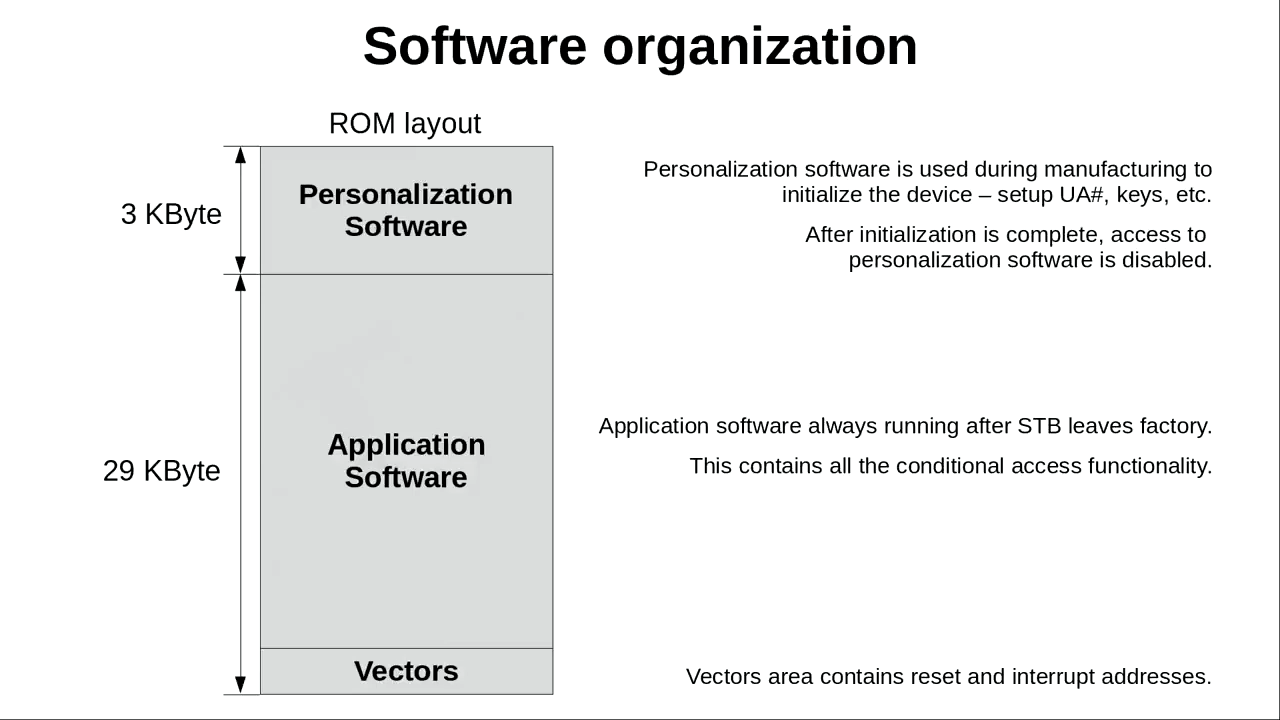 Software organization
ROM layout
Personalization
Software
3 KByte
Personalization software is used during manufacturing to
initialize the device – setup UA#, keys, etc.
After initialization is complete, access to
personalization software is disabled.
Application
Software
29 KByte
Application software always running after STB leaves factory.
This contains all the conditional access functionality.
Vectors
Vectors area contains reset and interrupt addresses.